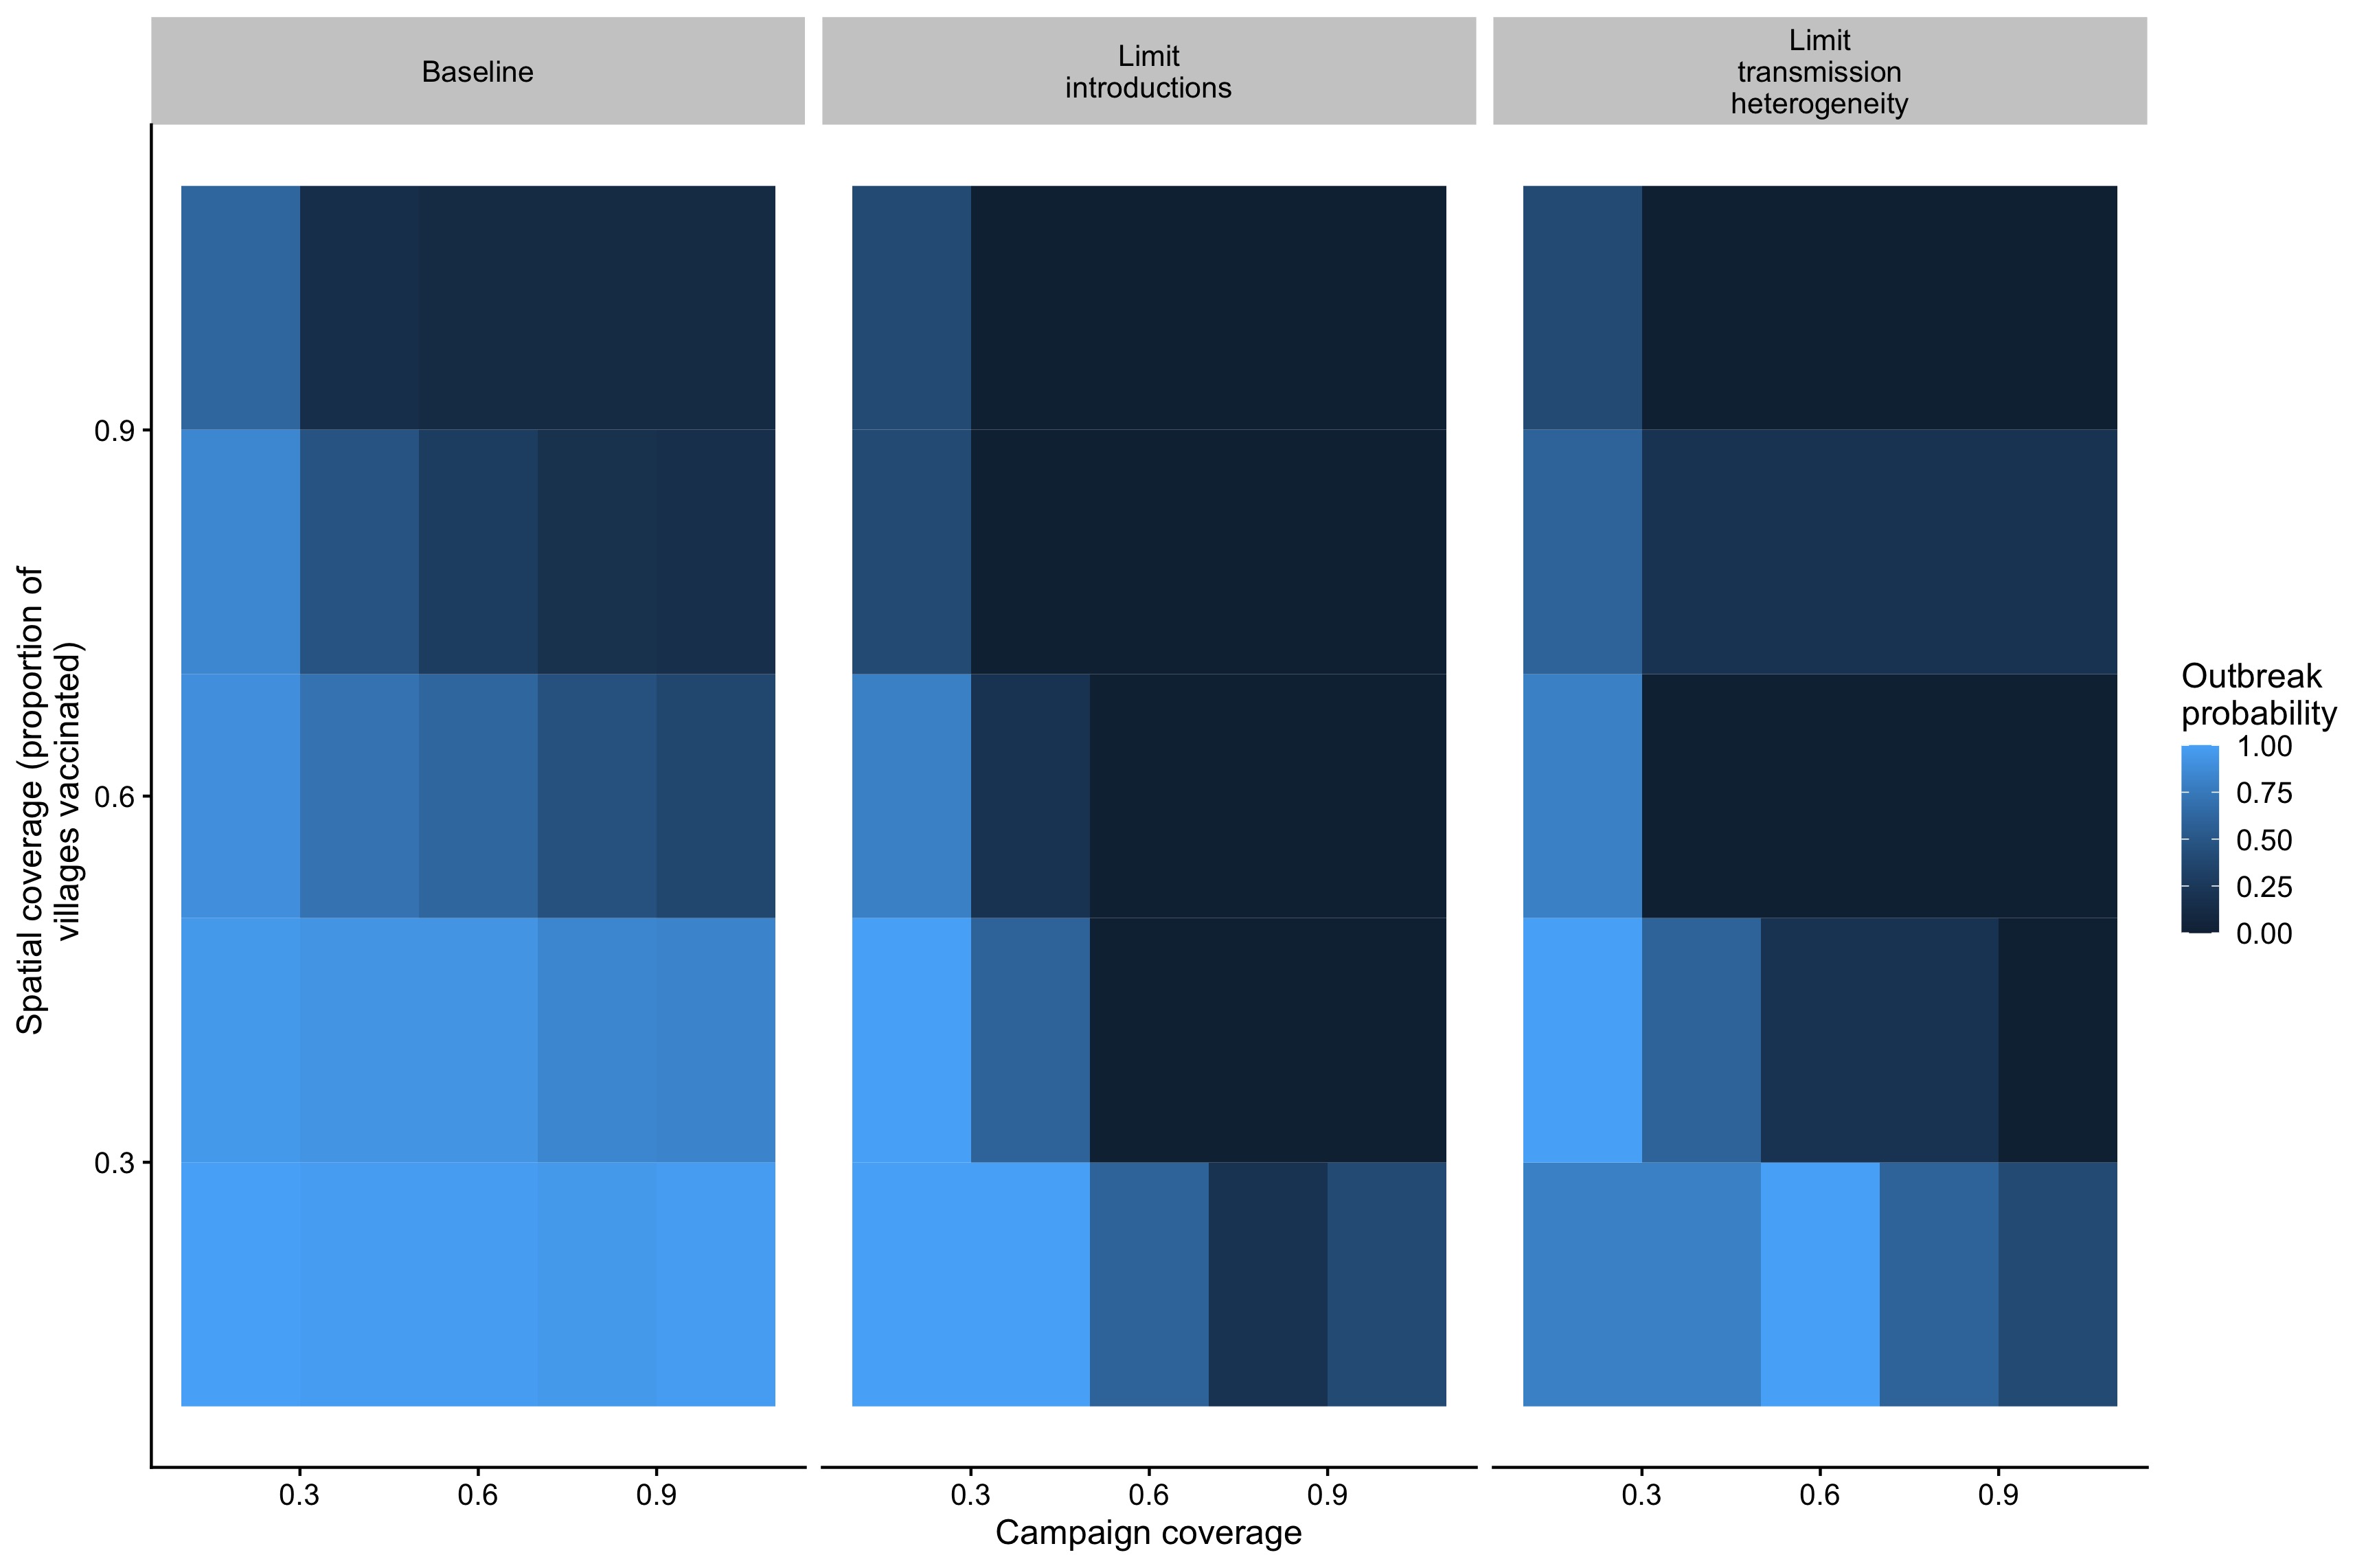 Baseline
Limit
introductions
Limit
transmission
heterogeneity
Spatial coverage (proportion of
villages vaccinated)
0.9
0.6
0.3
0.3 0.6 0.9
0.3 0.6 0.9
0.3 0.6 0.9
Campaign coverage
Outbreak
probability
1.00
0.75
0.50
0.25
0.00